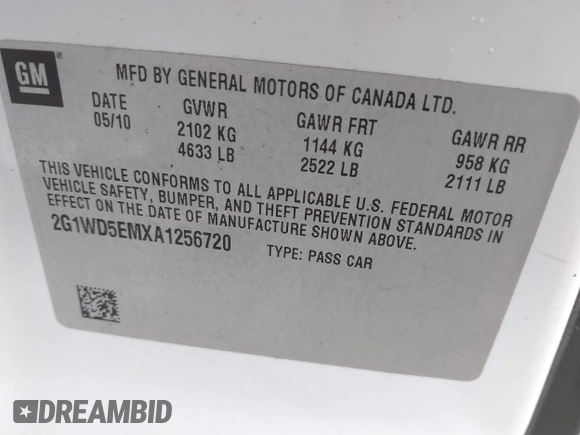 GM
MFD BY GENERAL MOTORS OF CANADA LTD.
DATE GVWR GAWR FRT GAWR RR
05/10 2102 KG 1144 KG 958 KG
4633 LB 2522 LB 2111 LB
THIS VEHICLE CONFORMS TO ALL APPLICABLE U.S. FEDERAL MOTOR
VEHICLE SAFETY, BUMPER, AND THEFT PREVENTION STANDARDS IN
EFFECT ON THE DATE OF MANUFACTURE SHOWN ABOVE.
2G1WD5EMXA1256720 TYPE: PASS CAR
DREAMBID